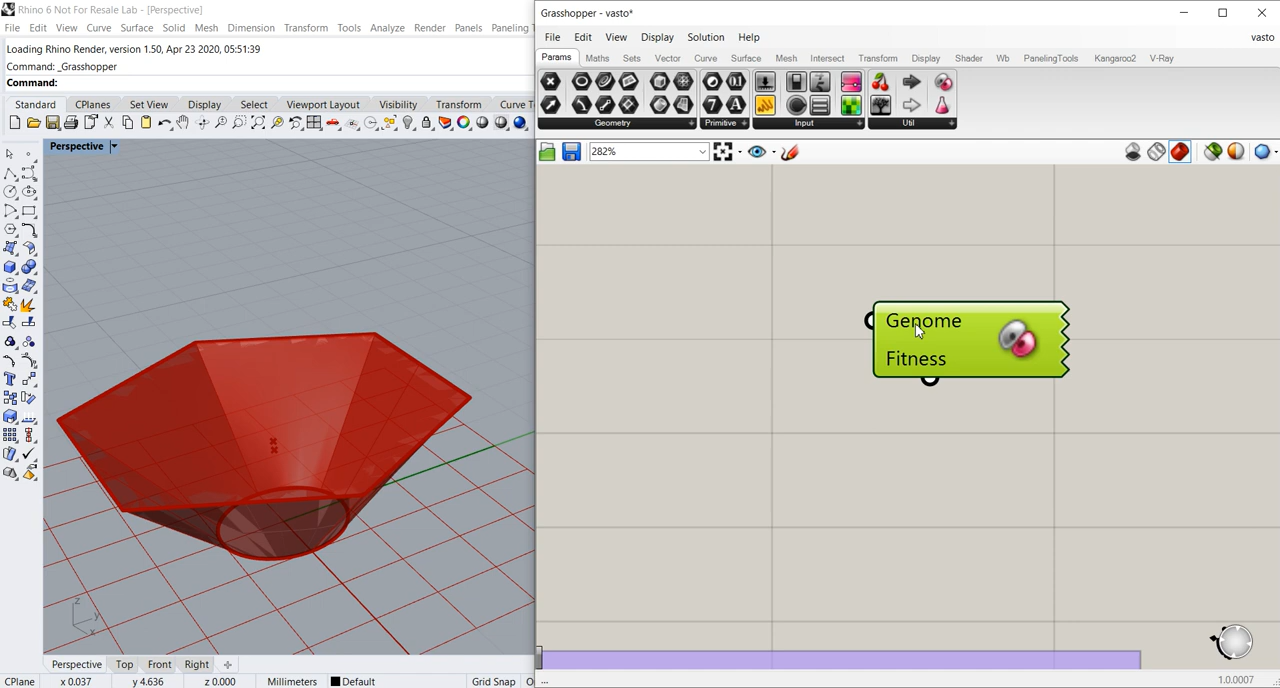 Rhino 6 Not For Resale Lab - [Perspective]
File Edit View Curve Surface Solid Mesh Dimension Transform Tools Analyze Render Panels Paneling T
Loading Rhino Render, version 1.50, Apr 23 2020, 05:51:39
Command: _Grasshopper
Command:
Standard CPlanes Set View Display Select Viewport Layout Visibility Transform Curve T
Perspective
z
y
x
Perspective Top Front Right
CPlane x 0.037 y 4.636 z 0.000 Millimeters Default Grid Snap O
Grasshopper - vasto*
File Edit View Display Solution Help vasto
Params Maths Sets Vector Curve Surface Mesh Intersect Transform Display Shader Wb PanelingTools Kangaroo2 V-Ray
Geometry Primitive Input Util
282%
Genome
Fitness
...
1.0.0007